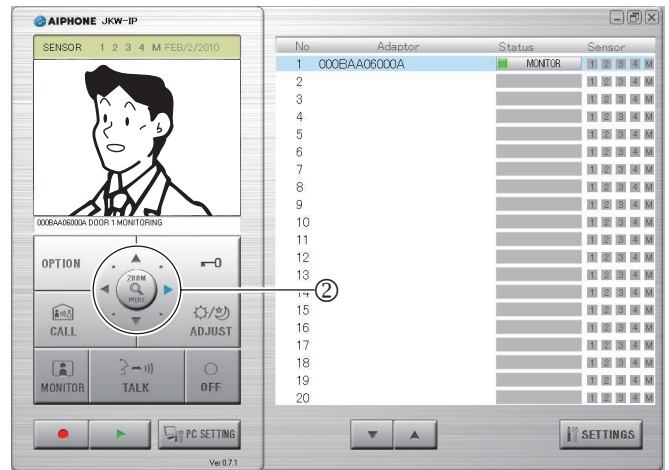 AIPHONE JKW-IP
SENSOR 1 2 3 4 M FEB/2/2010
000BAA06000A DOOR 1 MONITORING
OPTION
ZOOM
WIDE
CALL
ADJUST
MONITOR
TALK
OFF
PC SETTING
Ver 0.7.1
No Adaptor Status Sensor
1 000BAA06000A MONITOR 1 2 3 4 M
2 1 2 3 4 M
3 1 2 3 4 M
4 1 2 3 4 M
5 1 2 3 4 M
6 1 2 3 4 M
7 1 2 3 4 M
8 1 2 3 4 M
9 1 2 3 4 M
10 1 2 3 4 M
11 1 2 3 4 M
12 1 2 3 4 M
13 1 2 3 4 M
14 1 2 3 4 M
15 1 2 3 4 M
16 1 2 3 4 M
17 1 2 3 4 M
18 1 2 3 4 M
19 1 2 3 4 M
20 1 2 3 4 M
②
SETTINGS